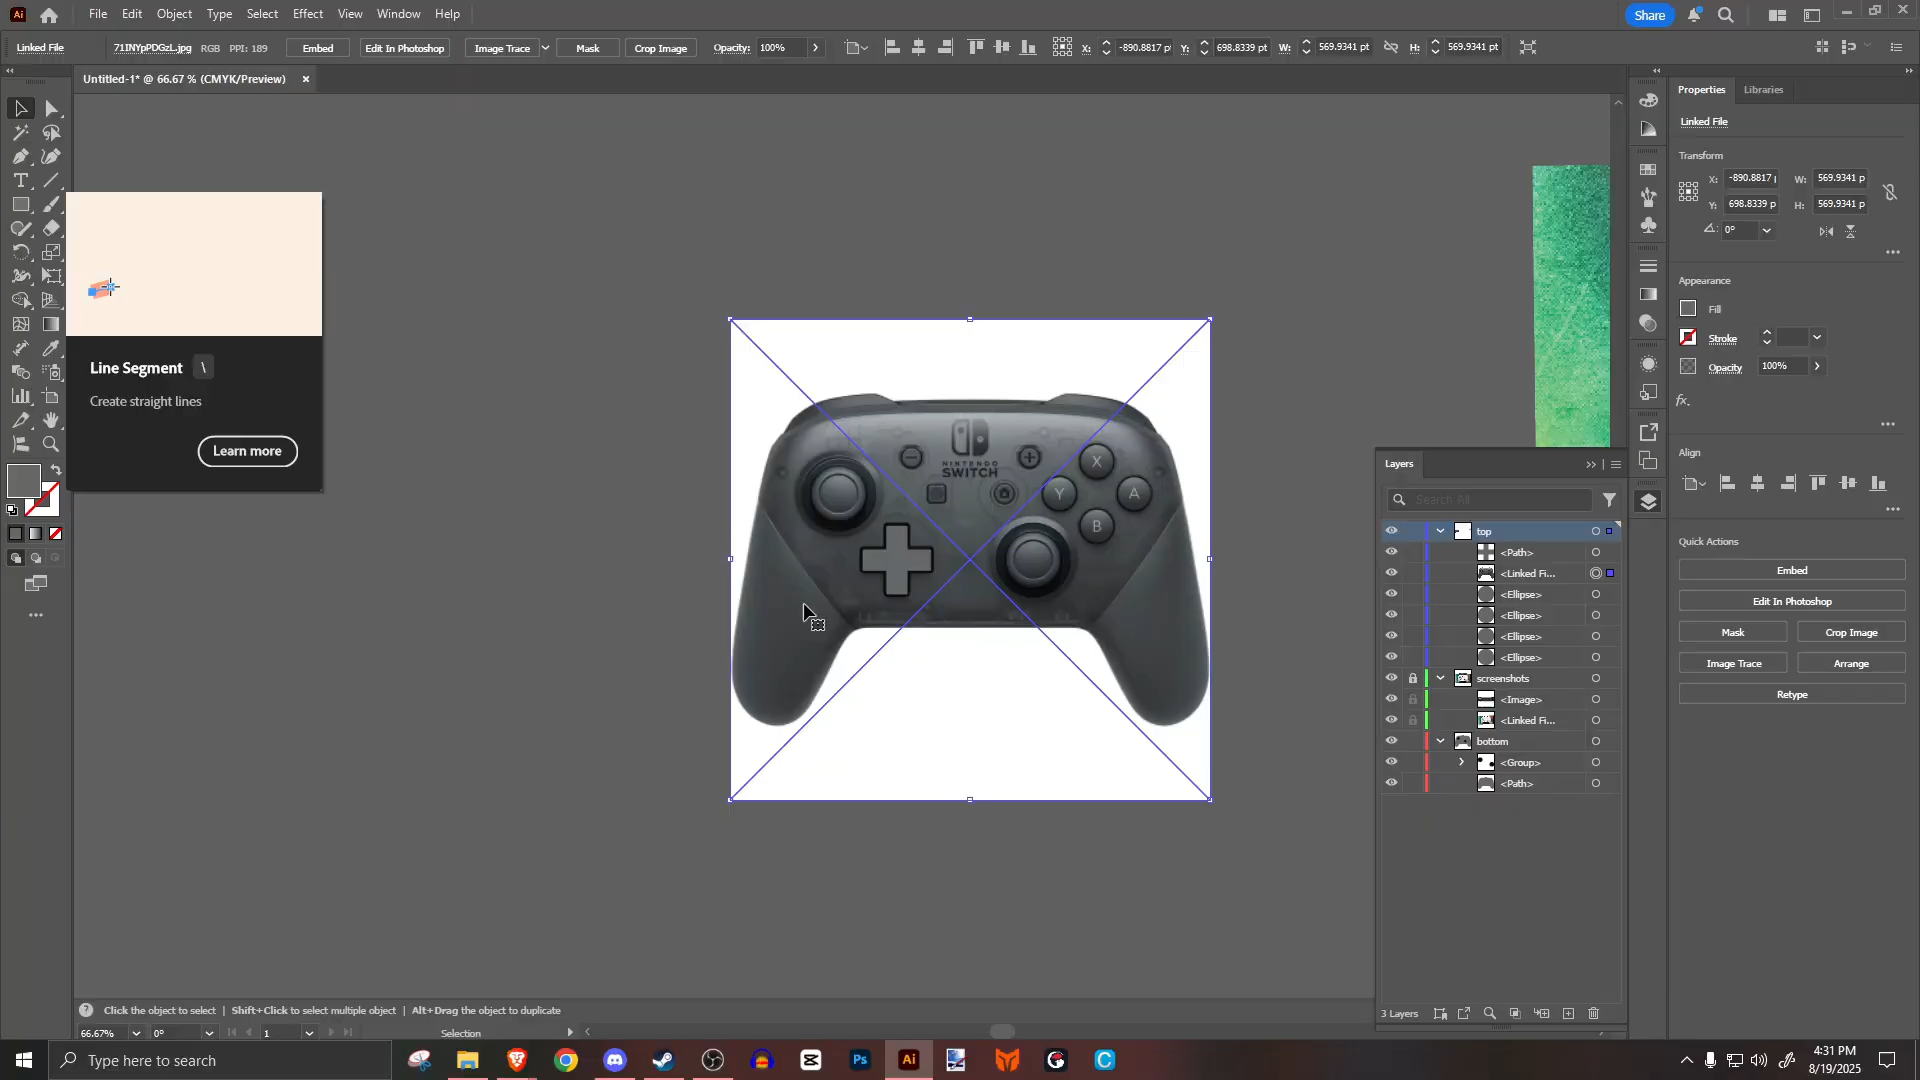 Ai File Edit Object Type Select Effect View Window Help Share
Linked File 71INYpPDGzL.jpg RGB PPI: 189 Embed Edit In Photoshop Image Trace Mask Crop Image Opacity: 100% X: -890.8817 pt Y: 698.8339 pt W: 569.9341 pt H: 569.9341 pt
Untitled-1* @ 66.67 % (CMYK/Preview) ×
Line Segment \
Create straight lines
Learn more
NINTENDO
SWITCH
X
Y
A
B
Layers
Search All
top
<Path>
<Linked Fi...
<Ellipse>
<Ellipse>
<Ellipse>
<Ellipse>
screenshots
<Image>
<Linked Fi...
bottom
<Group>
<Path>
3 Layers
Properties Libraries
Linked File
Transform
X: -890.8817 W: 569.9341 p
Y: 698.8339 pt H: 569.9341 p
0°
Appearance
Fill
Stroke
Opacity 100%
fx.
Align
Quick Actions
Embed
Edit In Photoshop
Mask Crop Image
Image Trace Arrange
Retype
Click the object to select | Shift+Click to select multiple object | Alt+Drag the object to duplicate
66.67% 0° 1 Selection
Type here to search
Ps Ai C
4:31 PM
8/19/2025